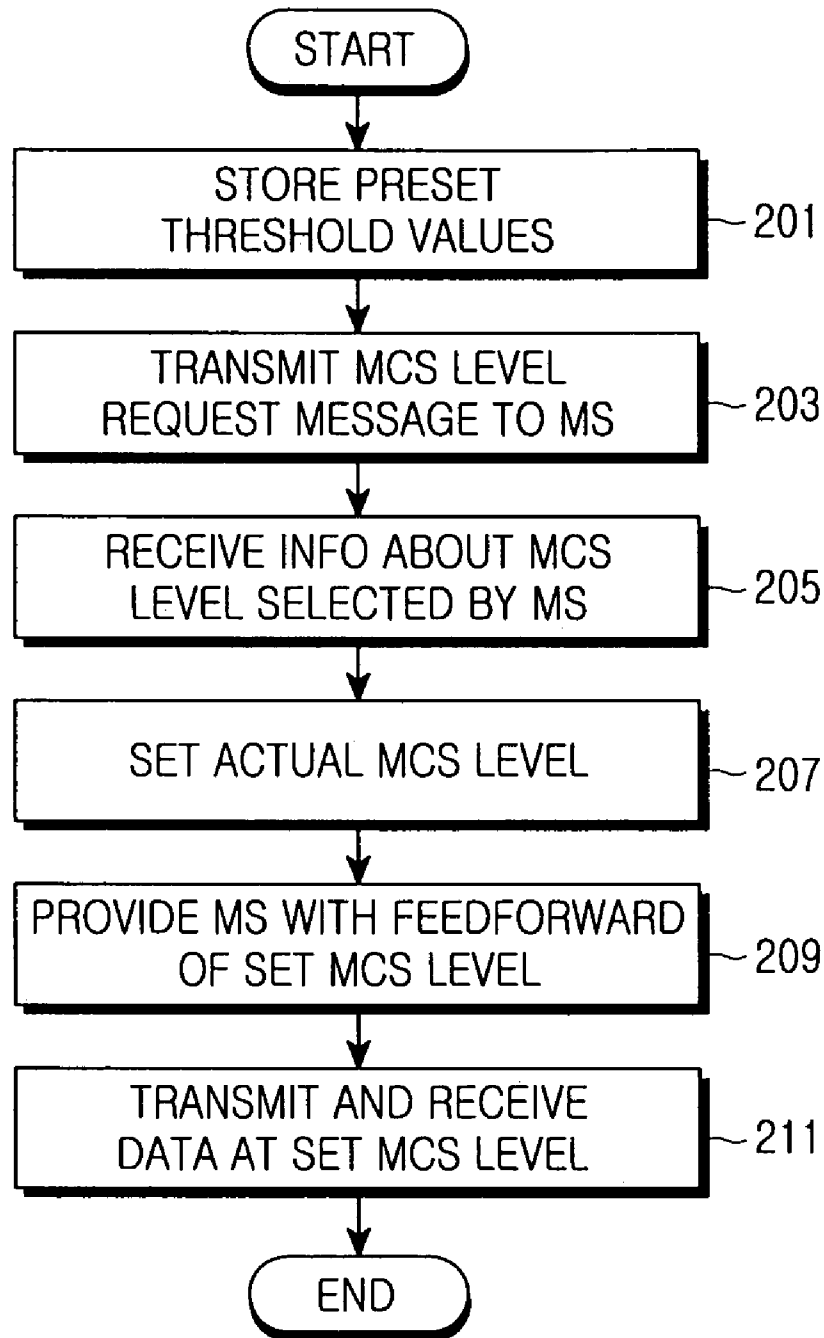 START
STORE PRESET
THRESHOLD VALUES
201
TRANSMIT MCS LEVEL
REQUEST MESSAGE TO MS
203
RECEIVE INFO ABOUT MCS
LEVEL SELECTED BY MS
205
SET ACTUAL MCS LEVEL
207
PROVIDE MS WITH FEEDFORWARD
OF SET MCS LEVEL
209
TRANSMIT AND RECEIVE
DATA AT SET MCS LEVEL
211
END